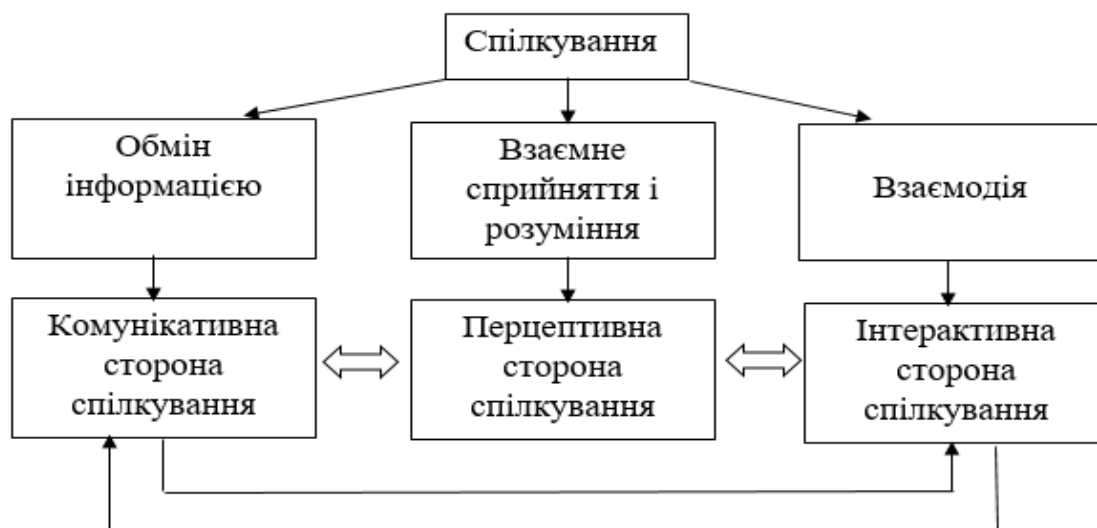 Спілкування
Обмін
інформацією
Взаємне
сприйняття і
розуміння
Взаємодія
Комунікативна
сторона
спілкування
Перцептивна
сторона
спілкування
Інтерактивна
сторона
спілкування